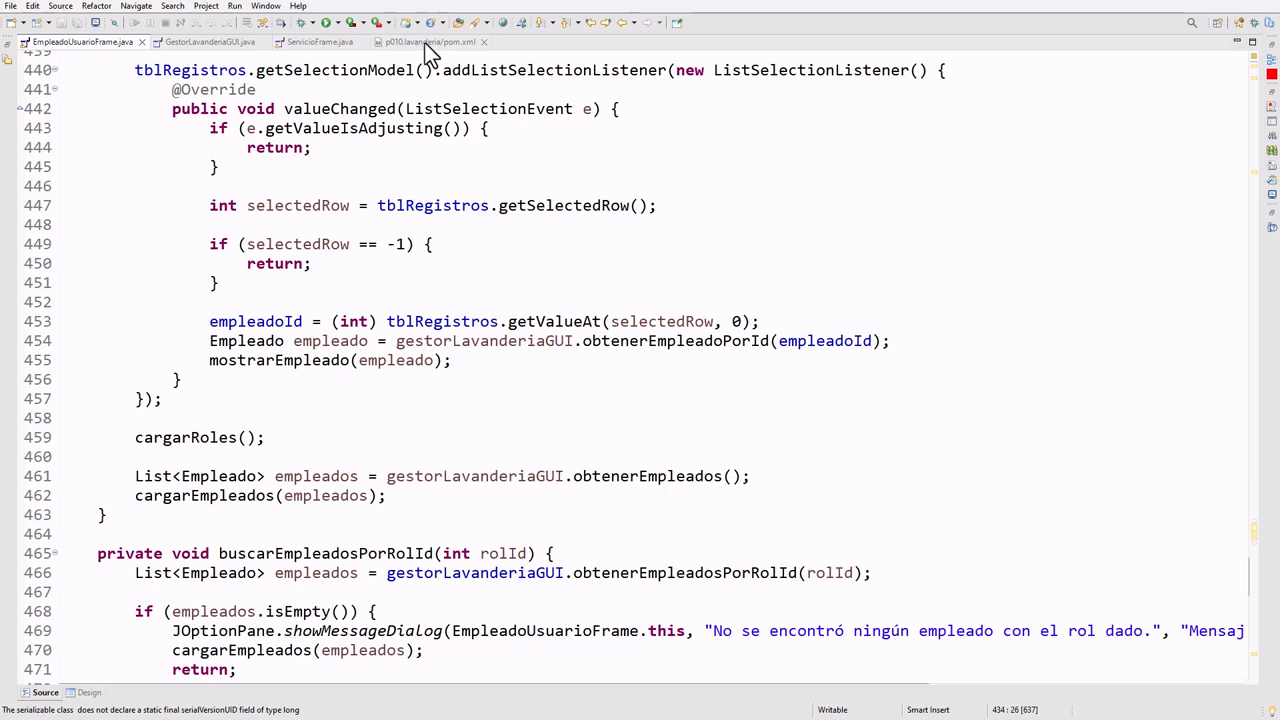 File Edit Source Refactor Navigate Search Project Run Window Help
EmpleadoUsuarioFrame.java GestorLavanderiaGUI.java ServicioFrame.java p010.lavanderia/pom.xml
439
440 tblRegistros.getSelectionModel().addListSelectionListener(new ListSelectionListener() {
441 @Override
442 public void valueChanged(ListSelectionEvent e) {
443 if (e.getValueIsAdjusting()) {
444 return;
445 }
446
447 int selectedRow = tblRegistros.getSelectedRow();
448
449 if (selectedRow == -1) {
450 return;
451 }
452
453 empleadoId = (int) tblRegistros.getValueAt(selectedRow, 0);
454 Empleado empleado = gestorLavanderiaGUI.obtenerEmpleadoPorId(empleadoId);
455 mostrarEmpleado(empleado);
456 }
457 });
458
459 cargarRoles();
460
461 List<Empleado> empleados = gestorLavanderiaGUI.obtenerEmpleados();
462 cargarEmpleados(empleados);
463 }
464
465 private void buscarEmpleadosPorRolId(int rolId) {
466 List<Empleado> empleados = gestorLavanderiaGUI.obtenerEmpleadosPorRolId(rolId);
467
468 if (empleados.isEmpty()) {
469 JOptionPane.showMessageDialog(EmpleadoUsuarioFrame.this, "No se encontró ningún empleado con el rol dado.", "Mensaj
470 cargarEmpleados(empleados);
471 return;
Source Design
The serializable class does not declare a static final serialVersionUID field of type long Writable Smart Insert 434 : 26 [637]